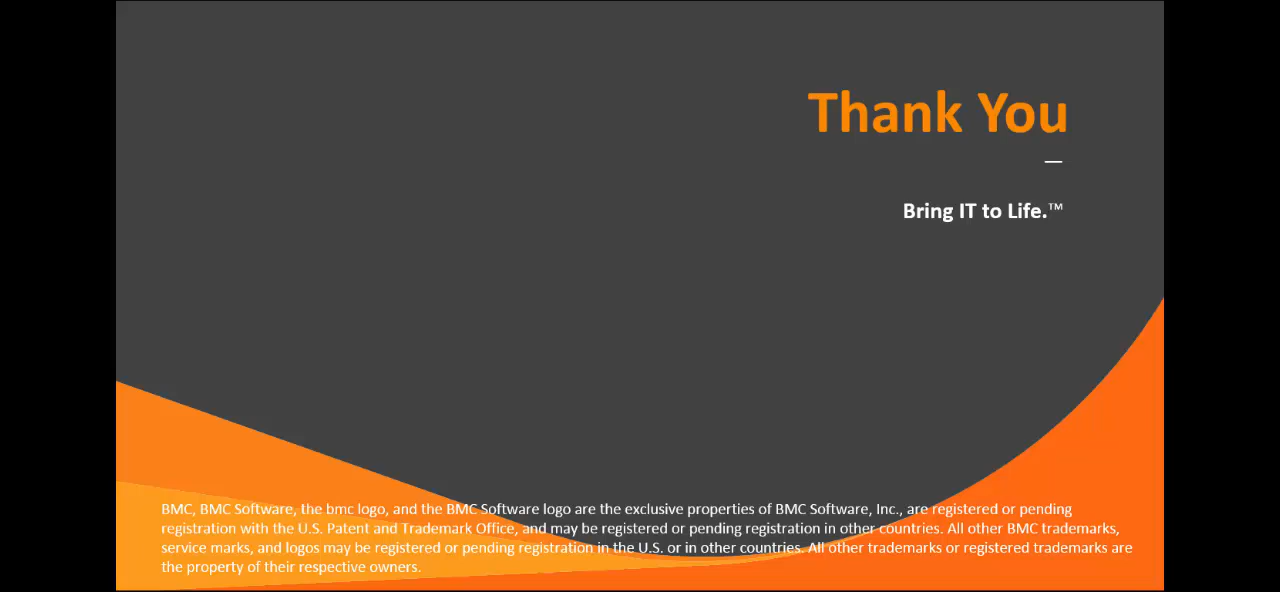 Thank You
—
Bring IT to Life.™
BMC, BMC Software, the bmc logo, and the BMC Software logo are the exclusive properties of BMC Software, Inc., are registered or pending
registration with the U.S. Patent and Trademark Office, and may be registered or pending registration in other countries. All other BMC trademarks,
service marks, and logos may be registered or pending registration in the U.S. or in other countries. All other trademarks or registered trademarks are
the property of their respective owners.